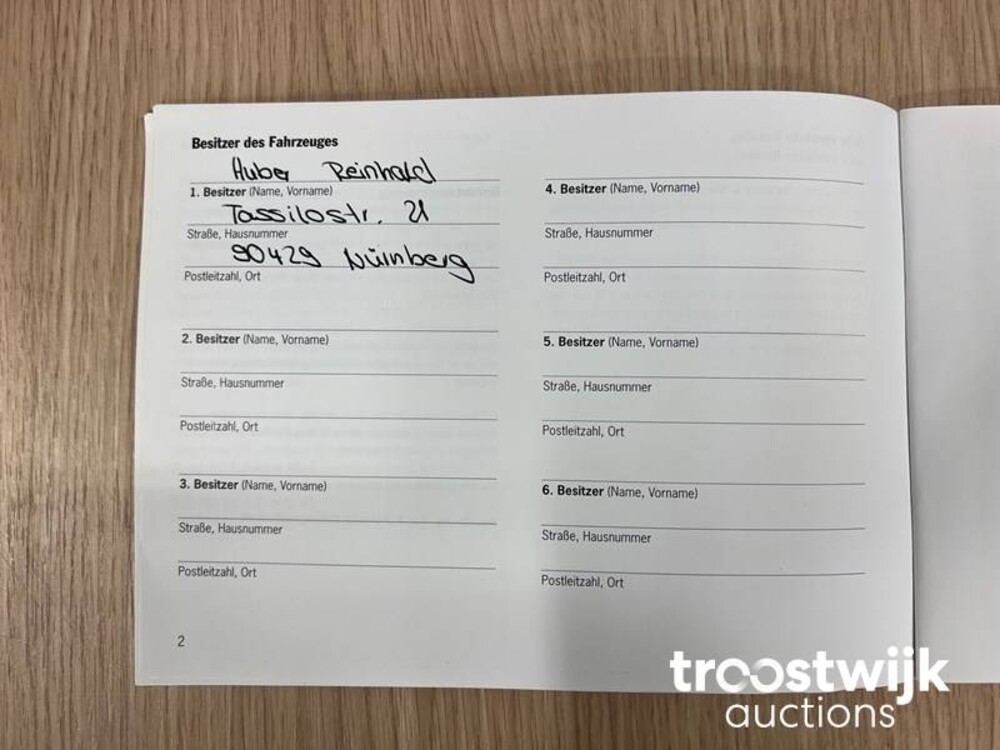 Besitzer des Fahrzeuges
Huber Reinhold
1. Besitzer (Name, Vorname)
Tassilostr. 21
Straße, Hausnummer
90429 Nürnberg
Postleitzahl, Ort
2. Besitzer (Name, Vorname)
Straße, Hausnummer
Postleitzahl, Ort
3. Besitzer (Name, Vorname)
Straße, Hausnummer
Postleitzahl, Ort
2
4. Besitzer (Name, Vorname)
Straße, Hausnummer
Postleitzahl, Ort
5. Besitzer (Name, Vorname)
Straße, Hausnummer
Postleitzahl, Ort
6. Besitzer (Name, Vorname)
Straße, Hausnummer
Postleitzahl, Ort
troostwijk
auctions